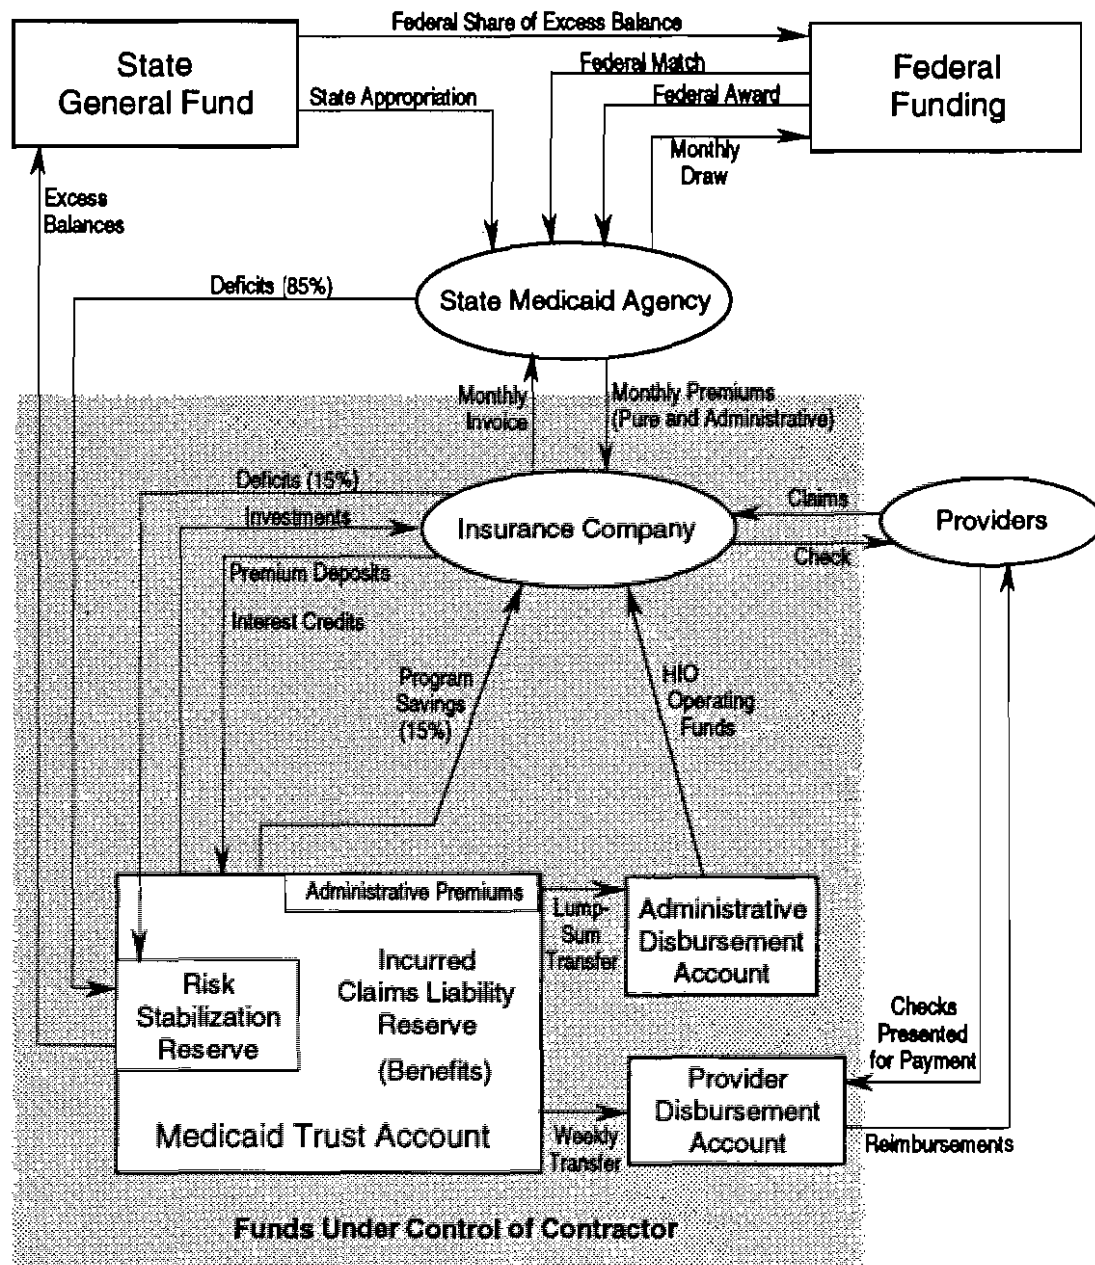 Federal Share of Excess Balance
State
General Fund
Federal Match
Federal
Funding
State Appropriation
Federal Award
Monthly
Draw
Excess
Balances
Deficits (85%)
State Medicaid Agency
Monthly
Invoice
Monthly Premiums
(Pure and Administrative)
Deficits (15%)
Investments
Insurance Company
Claims
Providers
Check
Premium Deposits
Interest Credits
Program
Savings
(15%)
HIO
Operating
Funds
Administrative Premiums
Lump-
Sum
Transfer
Administrative
Disbursement
Account
Incurred
Claims Liability
Reserve
(Benefits)
Risk
Stabilization
Reserve
Checks
Presented
for Payment
Provider
Disbursement
Account
Medicaid Trust Account
Weekly
Transfer
Reimbursements
Funds Under Control of Contractor